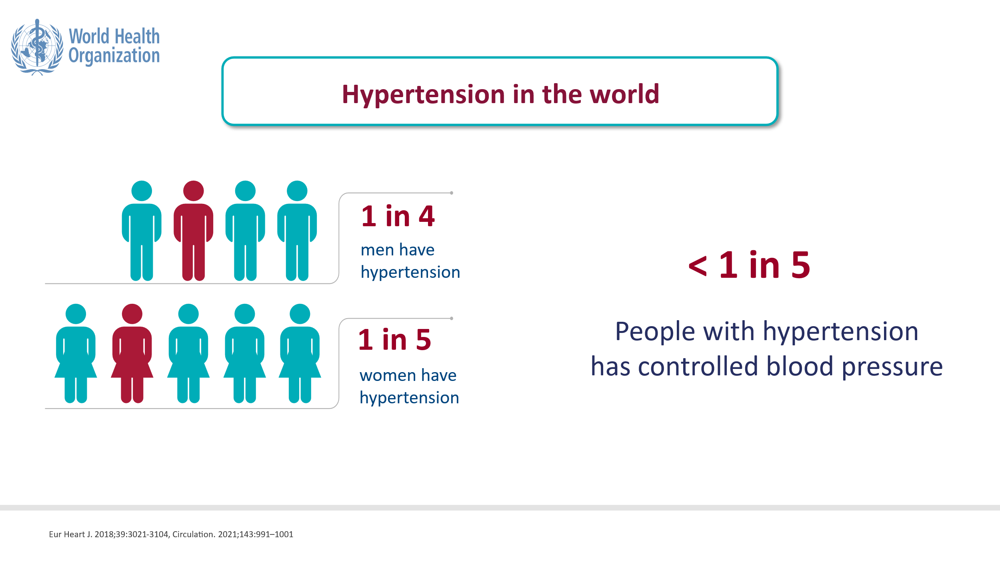 World Health
Organization
Hypertension in the world
1 in 4
men have
hypertension
1 in 5
women have
hypertension
< 1 in 5
People with hypertension
has controlled blood pressure
Eur Heart J. 2018;39:3021-3104, Circulation. 2021;143:991–1001